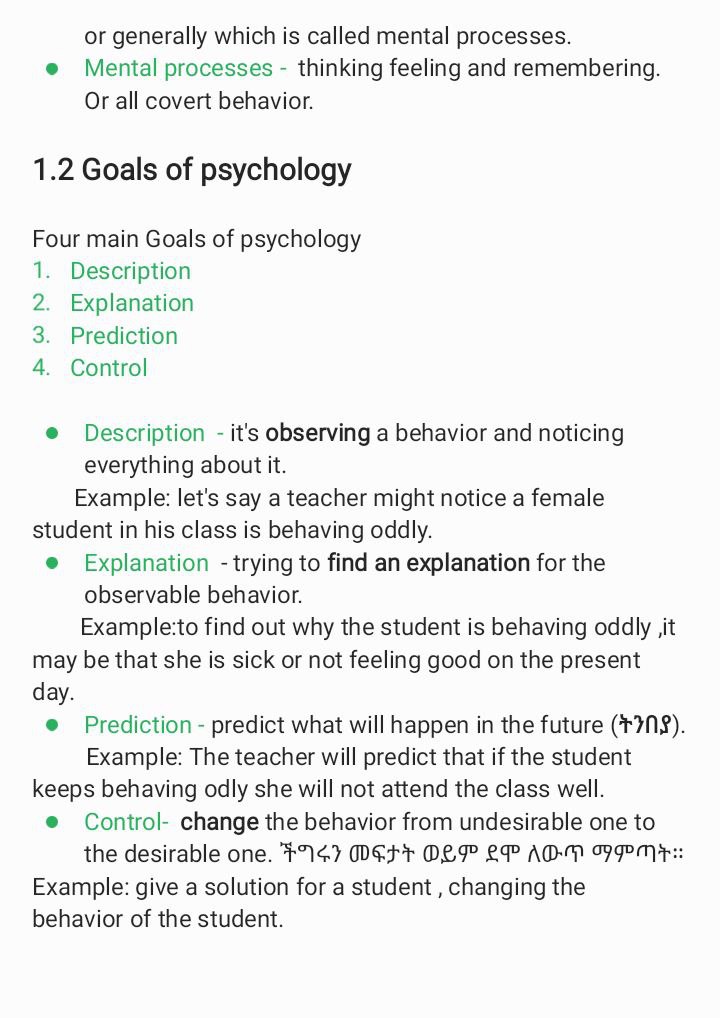 or generally which is called mental processes.
● Mental processes - thinking feeling and remembering.
Or all covert behavior.
1.2 Goals of psychology
Four main Goals of psychology
1. Description
2. Explanation
3. Prediction
4. Control
● Description - it's observing a behavior and noticing
everything about it.
Example: let's say a teacher might notice a female
student in his class is behaving oddly.
● Explanation - trying to find an explanation for the
observable behavior.
Example:to find out why the student is behaving oddly ,it
may be that she is sick or not feeling good on the present
day.
● Prediction - predict what will happen in the future (ትንበያ).
Example: The teacher will predict that if the student
keeps behaving odly she will not attend the class well.
● Control- change the behavior from undesirable one to
the desirable one. ችግሩን መፍታት ወይም ደሞ ለውጥ ማምጣት።
Example: give a solution for a student , changing the
behavior of the student.